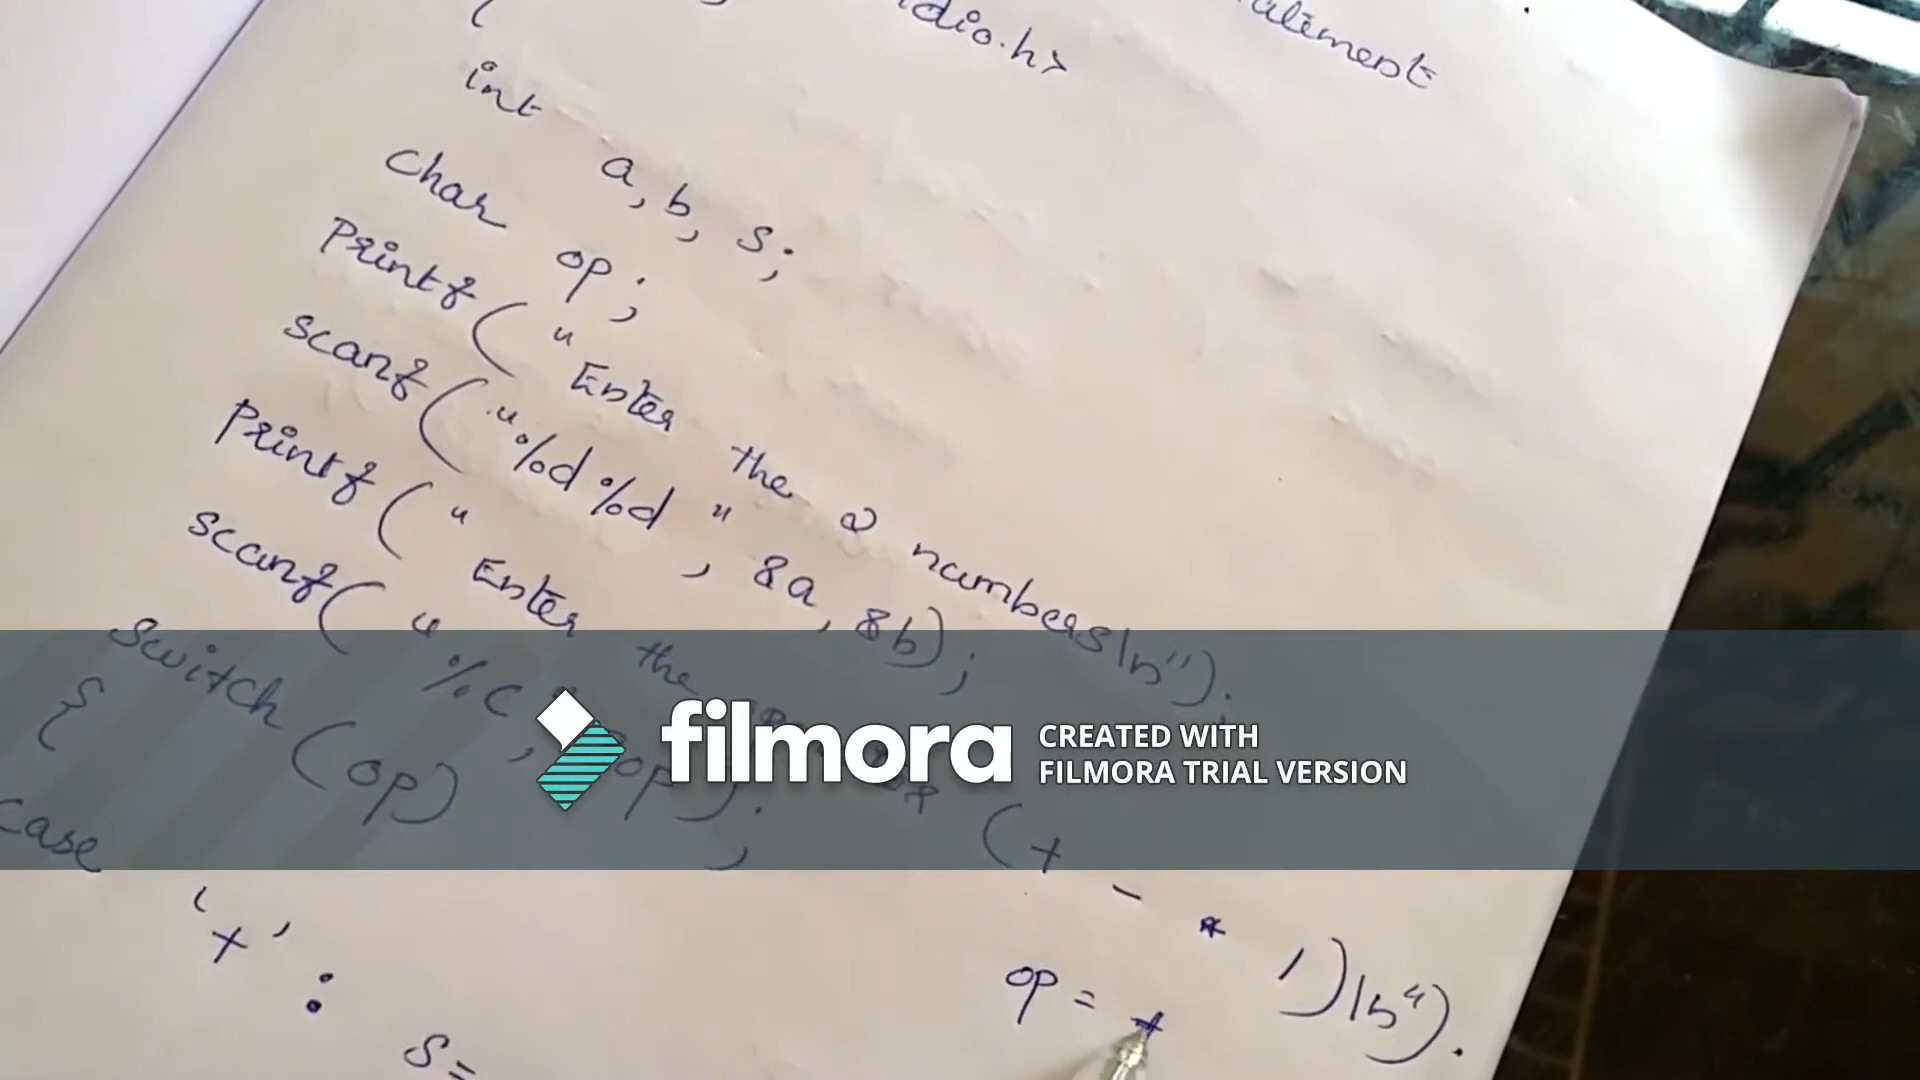 dio.h>
{
int a, b, s;
char op;
printf ( " Enter the 2 numbers\n");
scanf ( "%d %d ", &a, &b);
printf ( " Enter the (+ - * /)\n").
scanf( " %c , &op);
switch (op)
{
case '+' :
s=
op = +
filmora
CREATED WITH
FILMORA TRIAL VERSION